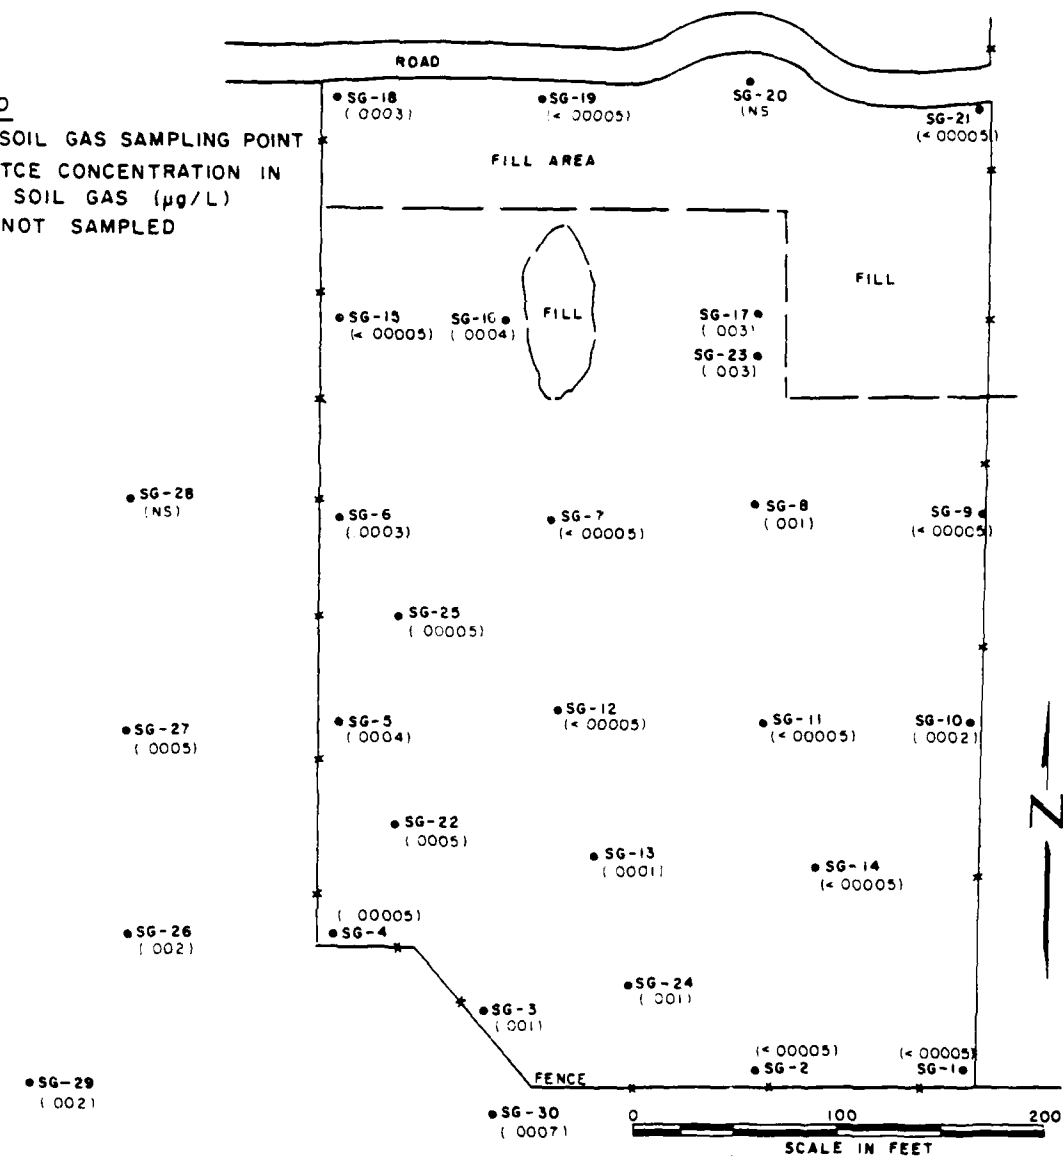 ROAD
SG-18
(.0003)
SG-19
(<.00005)
SG-20
(NS
SG-21
(<.00005)
D
SOIL GAS SAMPLING POINT
TCE CONCENTRATION IN
SOIL GAS (µg/L)
NOT SAMPLED
FILL AREA
FILL
FILL
SG-15
(<.00005)
SG-16
(.0004)
SG-17
(.003)
SG-23
(.003)
SG-28
(NS)
SG-6
(.0003)
SG-7
(<.00005)
SG-8
(.001)
SG-9
(<.00005)
SG-25
(.00005)
SG-27
(.0005)
SG-5
(.0004)
SG-12
(<.00005)
SG-11
(<.00005)
SG-10
(.0002)
SG-22
(.0005)
SG-13
(.0001)
SG-14
(<.00005)
N
SG-26
(.002)
(.00005)
SG-4
SG-3
(.001)
SG-24
(.001)
(<.00005)
SG-2
(<.00005)
SG-1
FENCE
SG-29
(.002)
SG-30
(.0007)
0 100 200
SCALE IN FEET